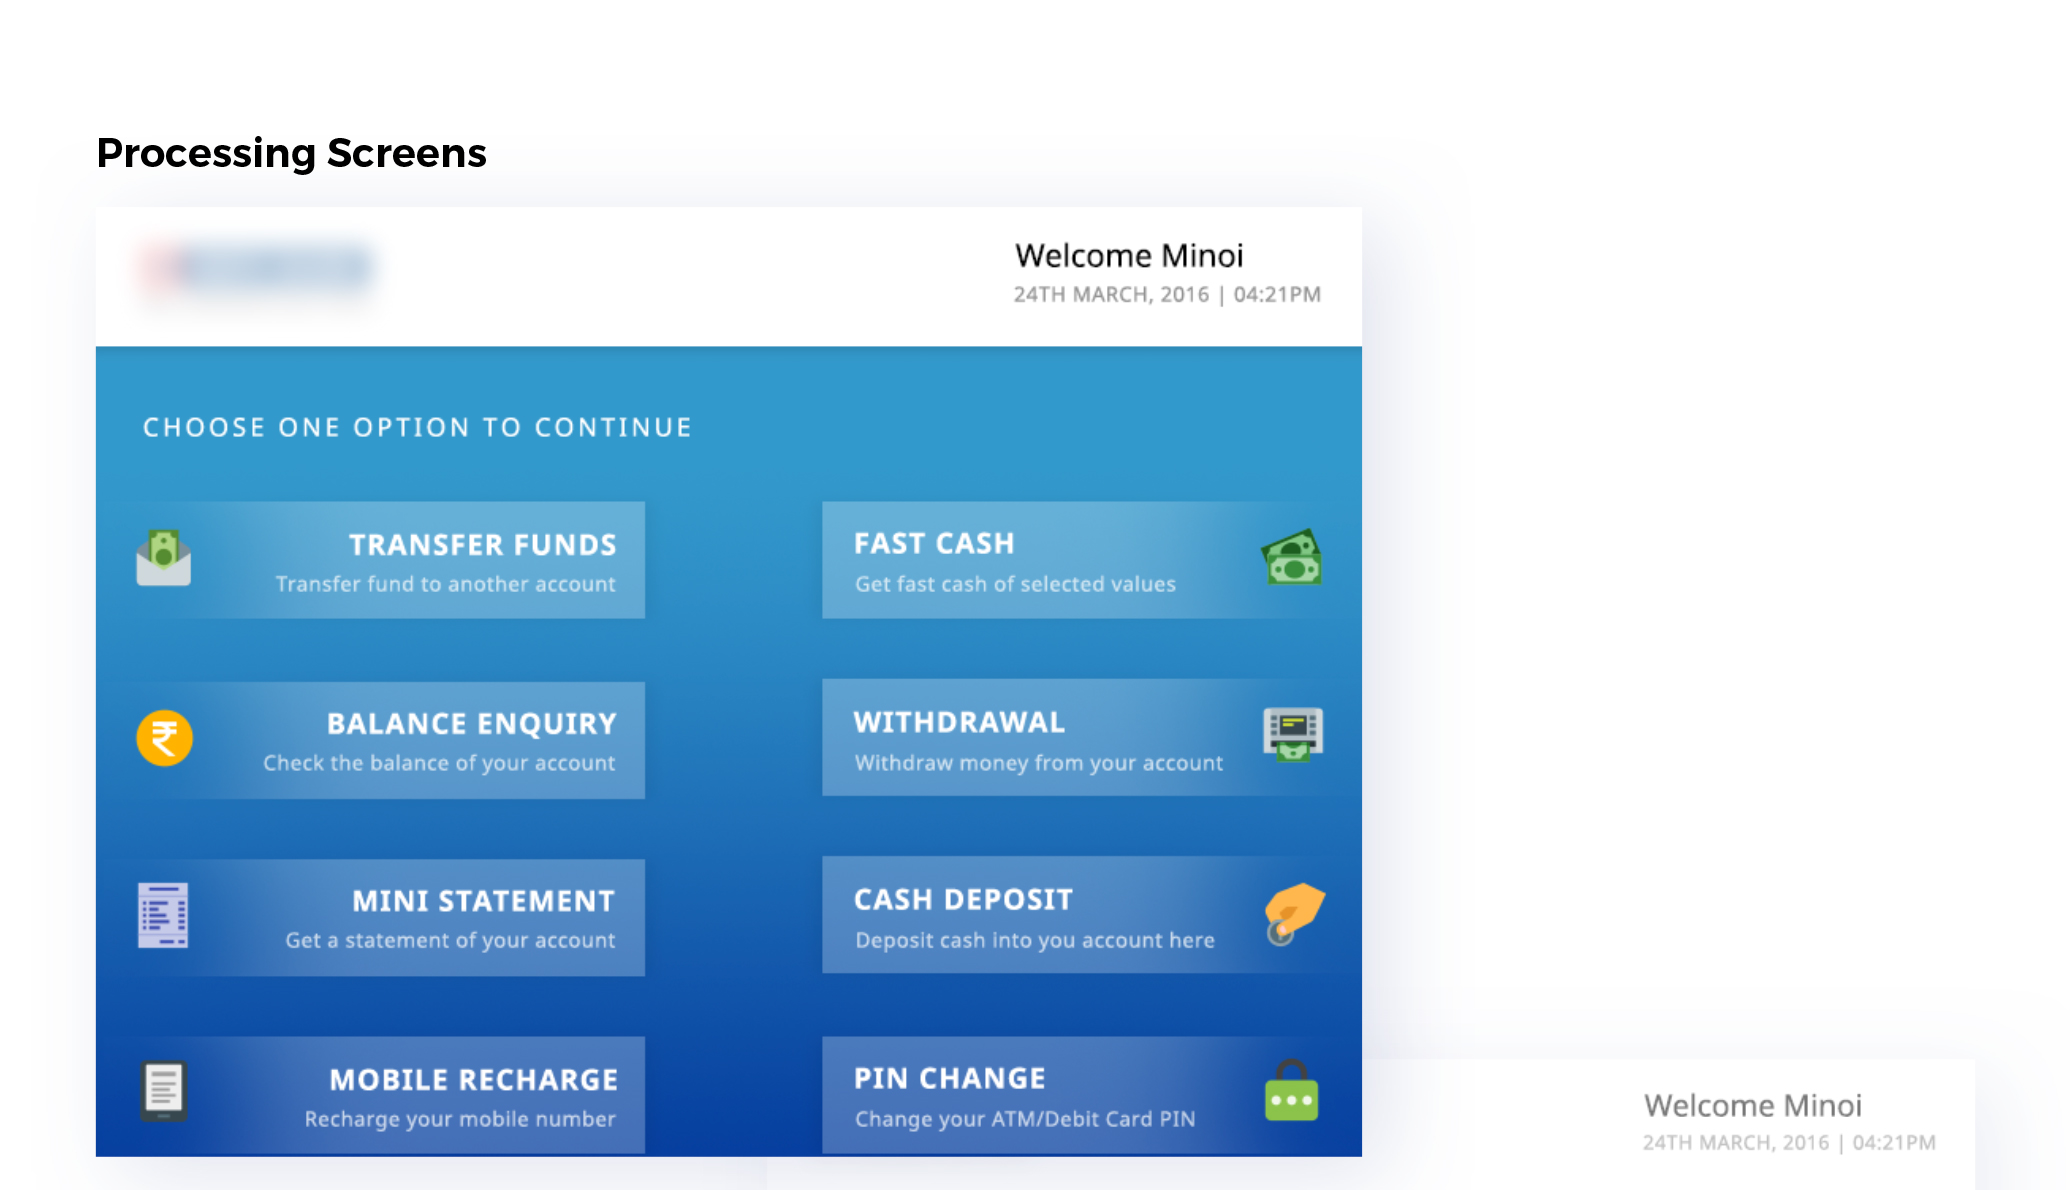 Processing Screens
Welcome Minoi
24TH MARCH, 2016 | 04:21PM
CHOOSE ONE OPTION TO CONTINUE
TRANSFER FUNDS
Transfer fund to another account
FAST CASH
Get fast cash of selected values
₹
BALANCE ENQUIRY
Check the balance of your account
WITHDRAWAL
Withdraw money from your account
MINI STATEMENT
Get a statement of your account
CASH DEPOSIT
Deposit cash into you account here
MOBILE RECHARGE
Recharge your mobile number
PIN CHANGE
Change your ATM/Debit Card PIN
Welcome Minoi
24TH MARCH, 2016 | 04:21PM